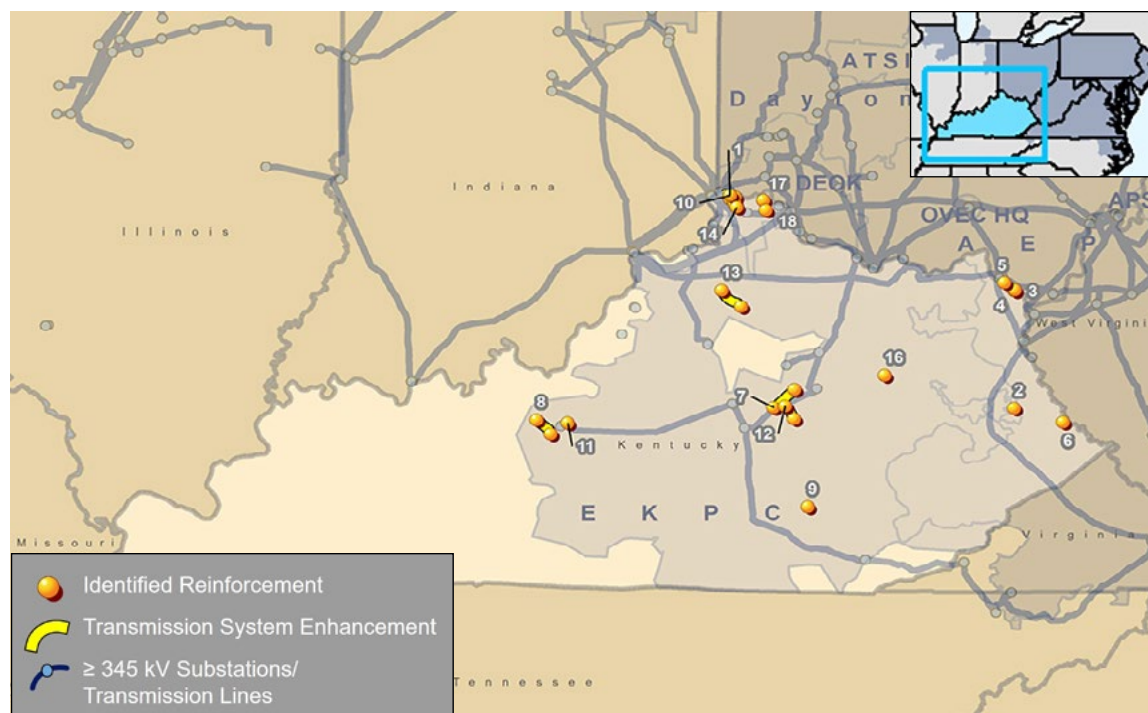 ATSI
Dayton
1
Indiana
17
DEOK
10
18
OVEC HQ
APS
Illinois
14
AEP
13
5
3
4
West Virginia
16
8
7
2
11
Kentucky
12
6
9
EKPC
Missouri
Virginia
Identified Reinforcement
Transmission System Enhancement
≥ 345 kV Substations/
Transmission Lines
Tennessee